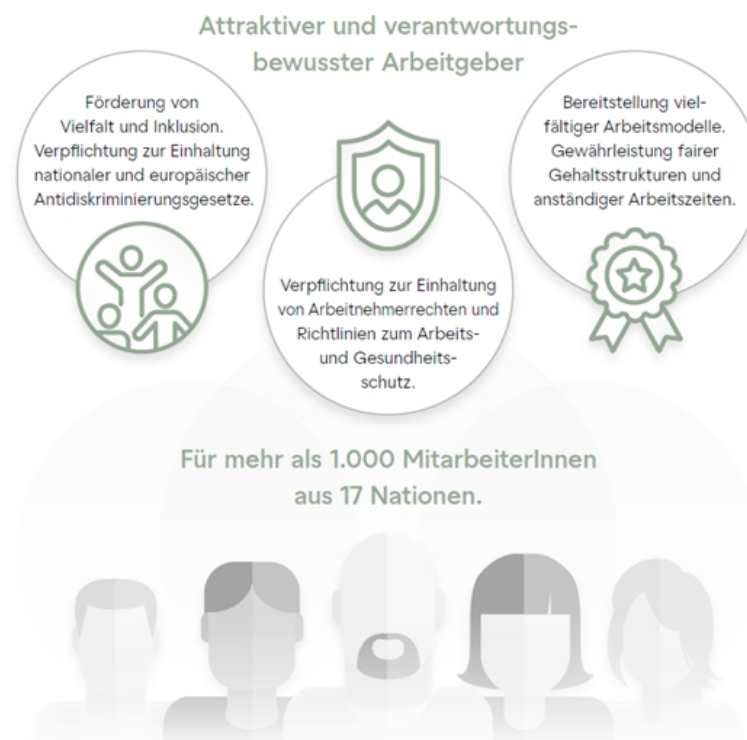 Attraktiver und verantwortungs-
bewusster Arbeitgeber
Förderung von
Vielfalt und Inklusion.
Verpflichtung zur Einhaltung
nationaler und europäischer
Antidiskriminierungsgesetze.
Verpflichtung zur Einhaltung
von Arbeitnehmerrechten und
Richtlinien zum Arbeits-
und Gesundheits-
schutz.
Bereitstellung viel-
fältiger Arbeitsmodelle.
Gewährleistung fairer
Gehaltsstrukturen und
anständiger Arbeitszeiten.
Für mehr als 1.000 MitarbeiterInnen
aus 17 Nationen.